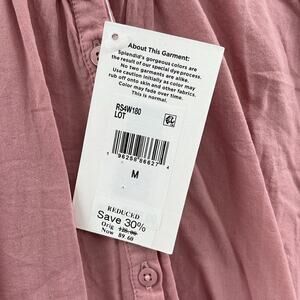 About This Garment:
Splendid's gorgeous colors are
the result of our special dye process.
No two garments are alike.
Use caution initially as color may
rub off onto skin and other fabrics.
Color may fade over time.
This is normal.
RS4W180
LOT
M
REDUCED
Save 30%
Orig
Now $9.60